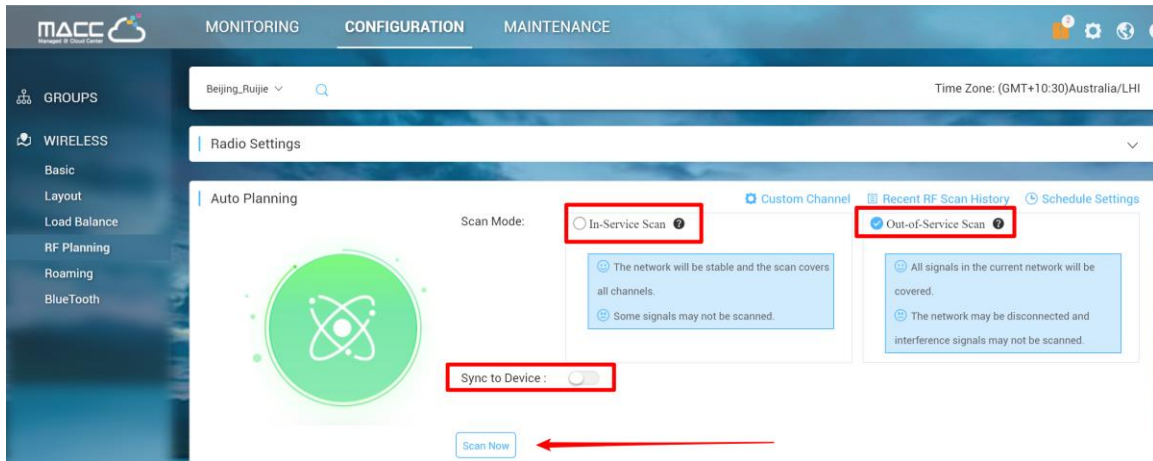 MACC
Managed @ Cloud Center
MONITORING
CONFIGURATION
MAINTENANCE
2
GROUPS
WIRELESS
Basic
Layout
Load Balance
RF Planning
Roaming
BlueTooth
Beijing_Ruijie
Time Zone: (GMT+10:30)Australia/LHI
Radio Settings
Auto Planning
Custom Channel
Recent RF Scan History
Schedule Settings
Scan Mode:
In-Service Scan ?
The network will be stable and the scan covers
all channels.
Some signals may not be scanned.
Out-of-Service Scan ?
All signals in the current network will be
covered.
The network may be disconnected and
interference signals may not be scanned.
Sync to Device :
Scan Now